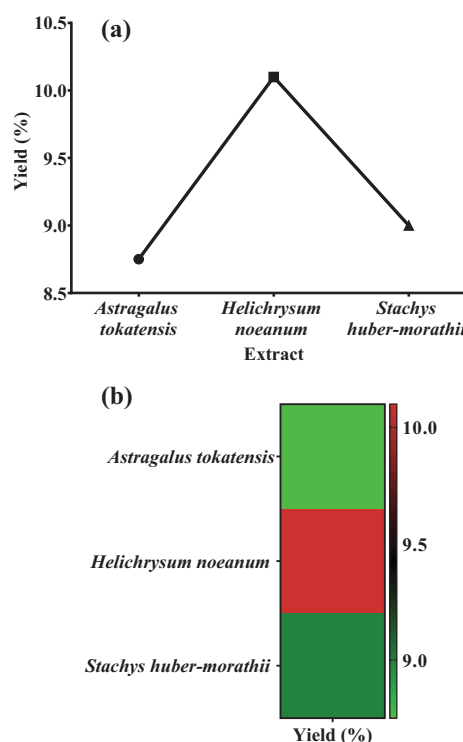 (a)
10.5
10.0
9.5
9.0
8.5
Yield (%)
Astragalus
tokatensis
Helichrysum
noeanum
Stachys
huber-morathii
Extract
(b)
Astragalus tokatensis
Helichrysum noeanum
Stachys huber-morathii
10.0
9.5
9.0
Yield (%)